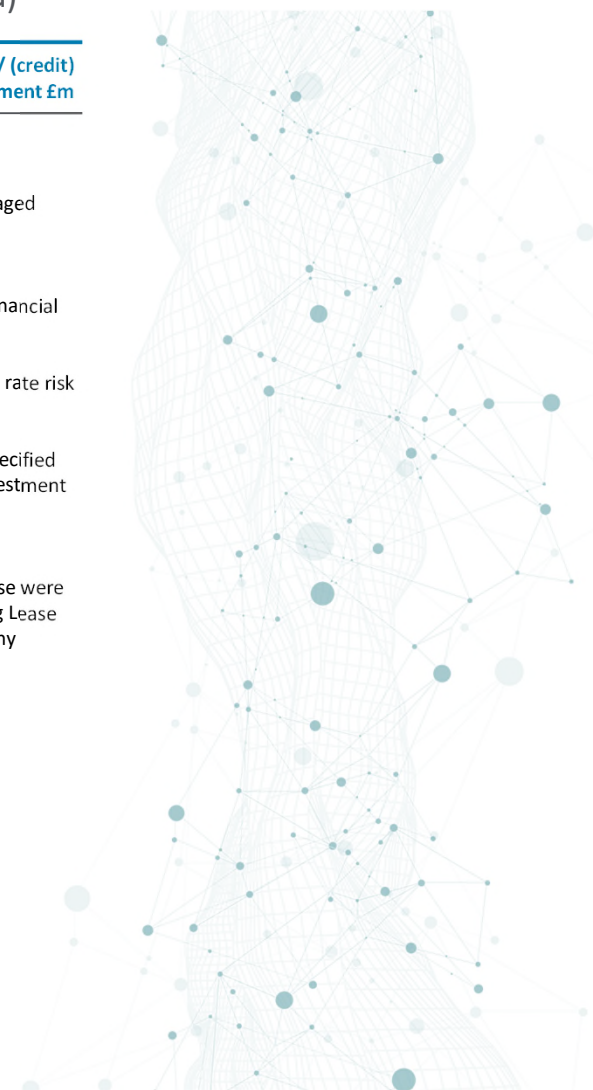 / (credit)
ment £m
aged
nancial
rate risk
ecified
estment
se were
g Lease
ny